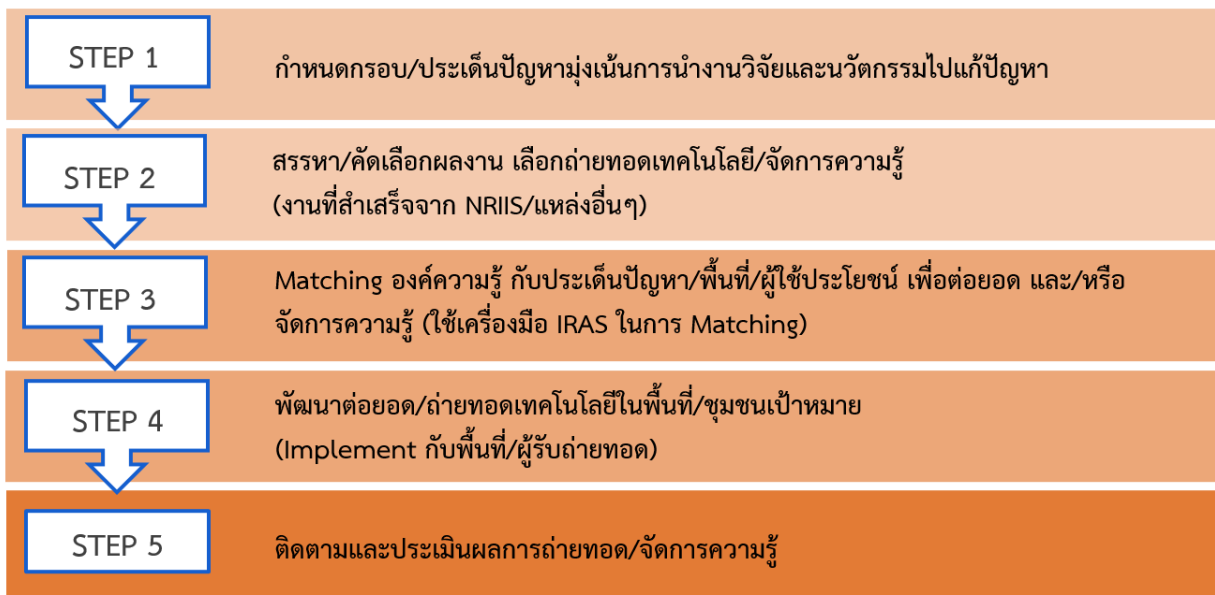 STEP 1
กำหนดกรอบ/ประเด็นปัญหามุ่งเน้นการนำงานวิจัยและนวัตกรรมไปแก้ปัญหา
STEP 2
สรรหา/คัดเลือกผลงาน เลือกถ่ายทอดเทคโนโลยี/จัดการความรู้
(งานที่สำเสร็จจาก NRIIS/แหล่งอื่นๆ)
STEP 3
Matching องค์ความรู้ กับประเด็นปัญหา/พื้นที่/ผู้ใช้ประโยชน์ เพื่อต่อยอด และ/หรือ
จัดการความรู้ (ใช้เครื่องมือ IRAS ในการ Matching)
STEP 4
พัฒนาต่อยอด/ถ่ายทอดเทคโนโลยีในพื้นที่/ชุมชนเป้าหมาย
(Implement กับพื้นที่/ผู้รับถ่ายทอด)
STEP 5
ติดตามและประเมินผลการถ่ายทอด/จัดการความรู้